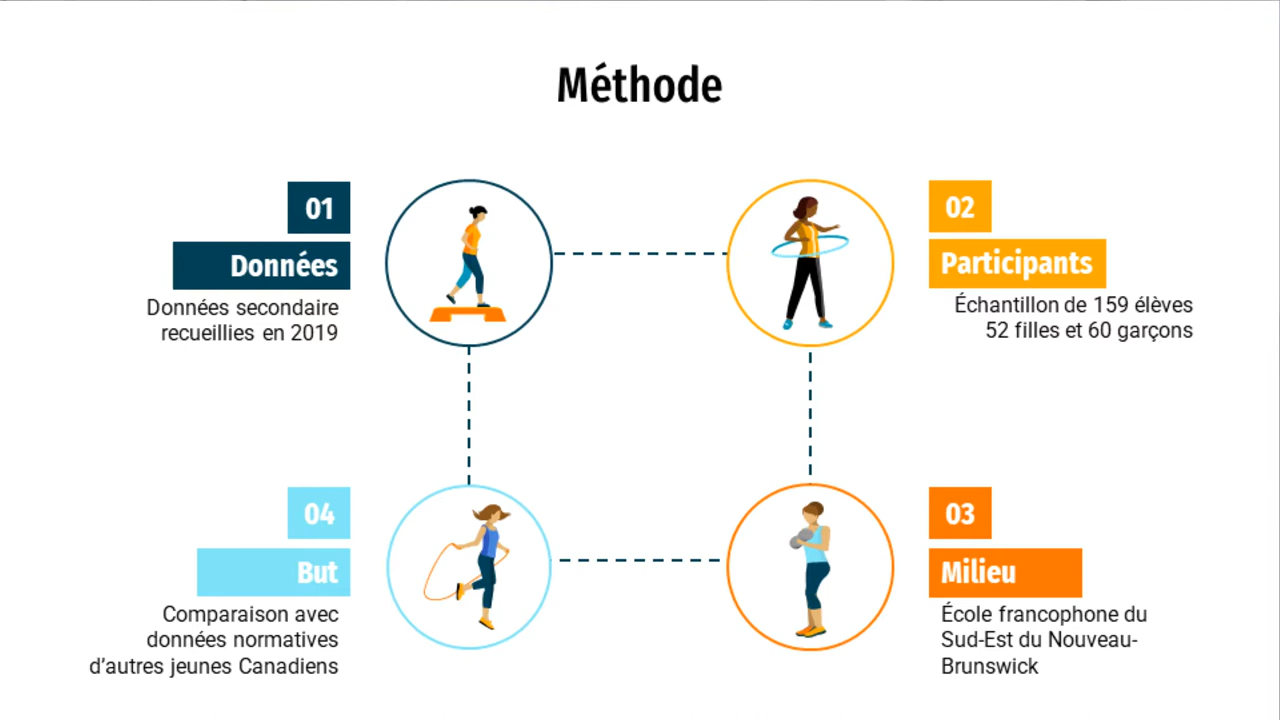 Méthode
01
Données
Données secondaire
recueillies en 2019
02
Participants
Échantillon de 159 élèves
52 filles et 60 garçons
03
Milieu
École francophone du
Sud-Est du Nouveau-
Brunswick
04
But
Comparaison avec
données normatives
d’autres jeunes Canadiens